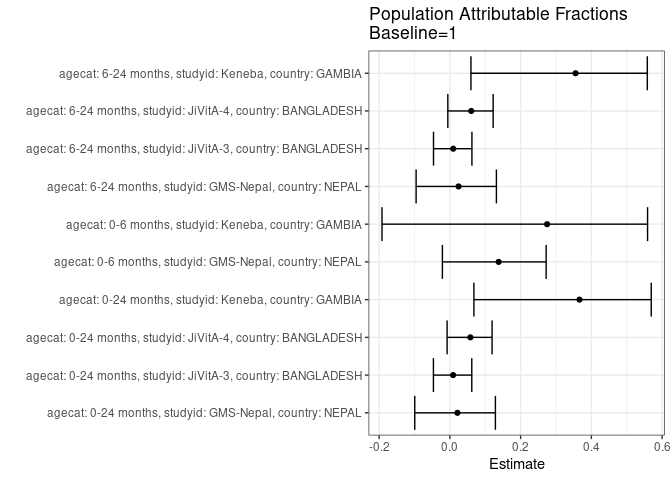 Population Attributable Fractions
Baseline=1
agecat: 6-24 months, studyid: Keneba, country: GAMBIA
agecat: 6-24 months, studyid: JiVitA-4, country: BANGLADESH
agecat: 6-24 months, studyid: JiVitA-3, country: BANGLADESH
agecat: 6-24 months, studyid: GMS-Nepal, country: NEPAL
agecat: 0-6 months, studyid: Keneba, country: GAMBIA
agecat: 0-6 months, studyid: GMS-Nepal, country: NEPAL
agecat: 0-24 months, studyid: Keneba, country: GAMBIA
agecat: 0-24 months, studyid: JiVitA-4, country: BANGLADESH
agecat: 0-24 months, studyid: JiVitA-3, country: BANGLADESH
agecat: 0-24 months, studyid: GMS-Nepal, country: NEPAL
-0.2 0.0 0.2 0.4 0.6
Estimate